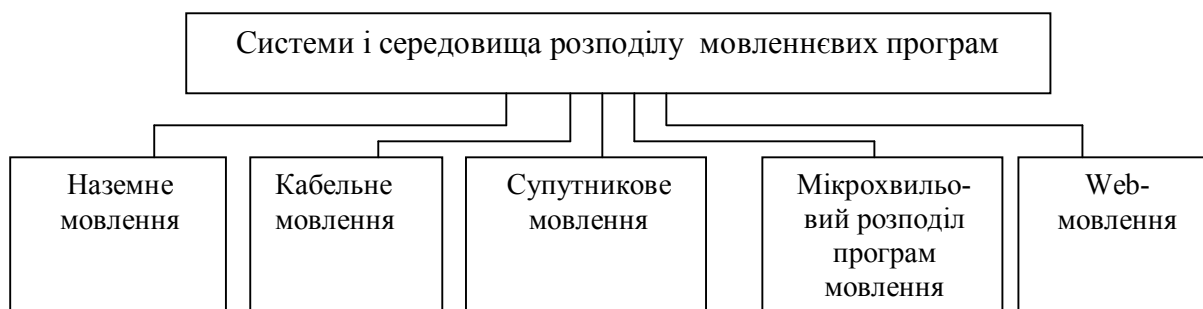 Системи і середовища розподілу мовленнєвих програм
Наземне
мовлення
Кабельне
мовлення
Супутникове
мовлення
Мікрохвильо-
вий розподіл
програм
мовлення
Web-
мовлення